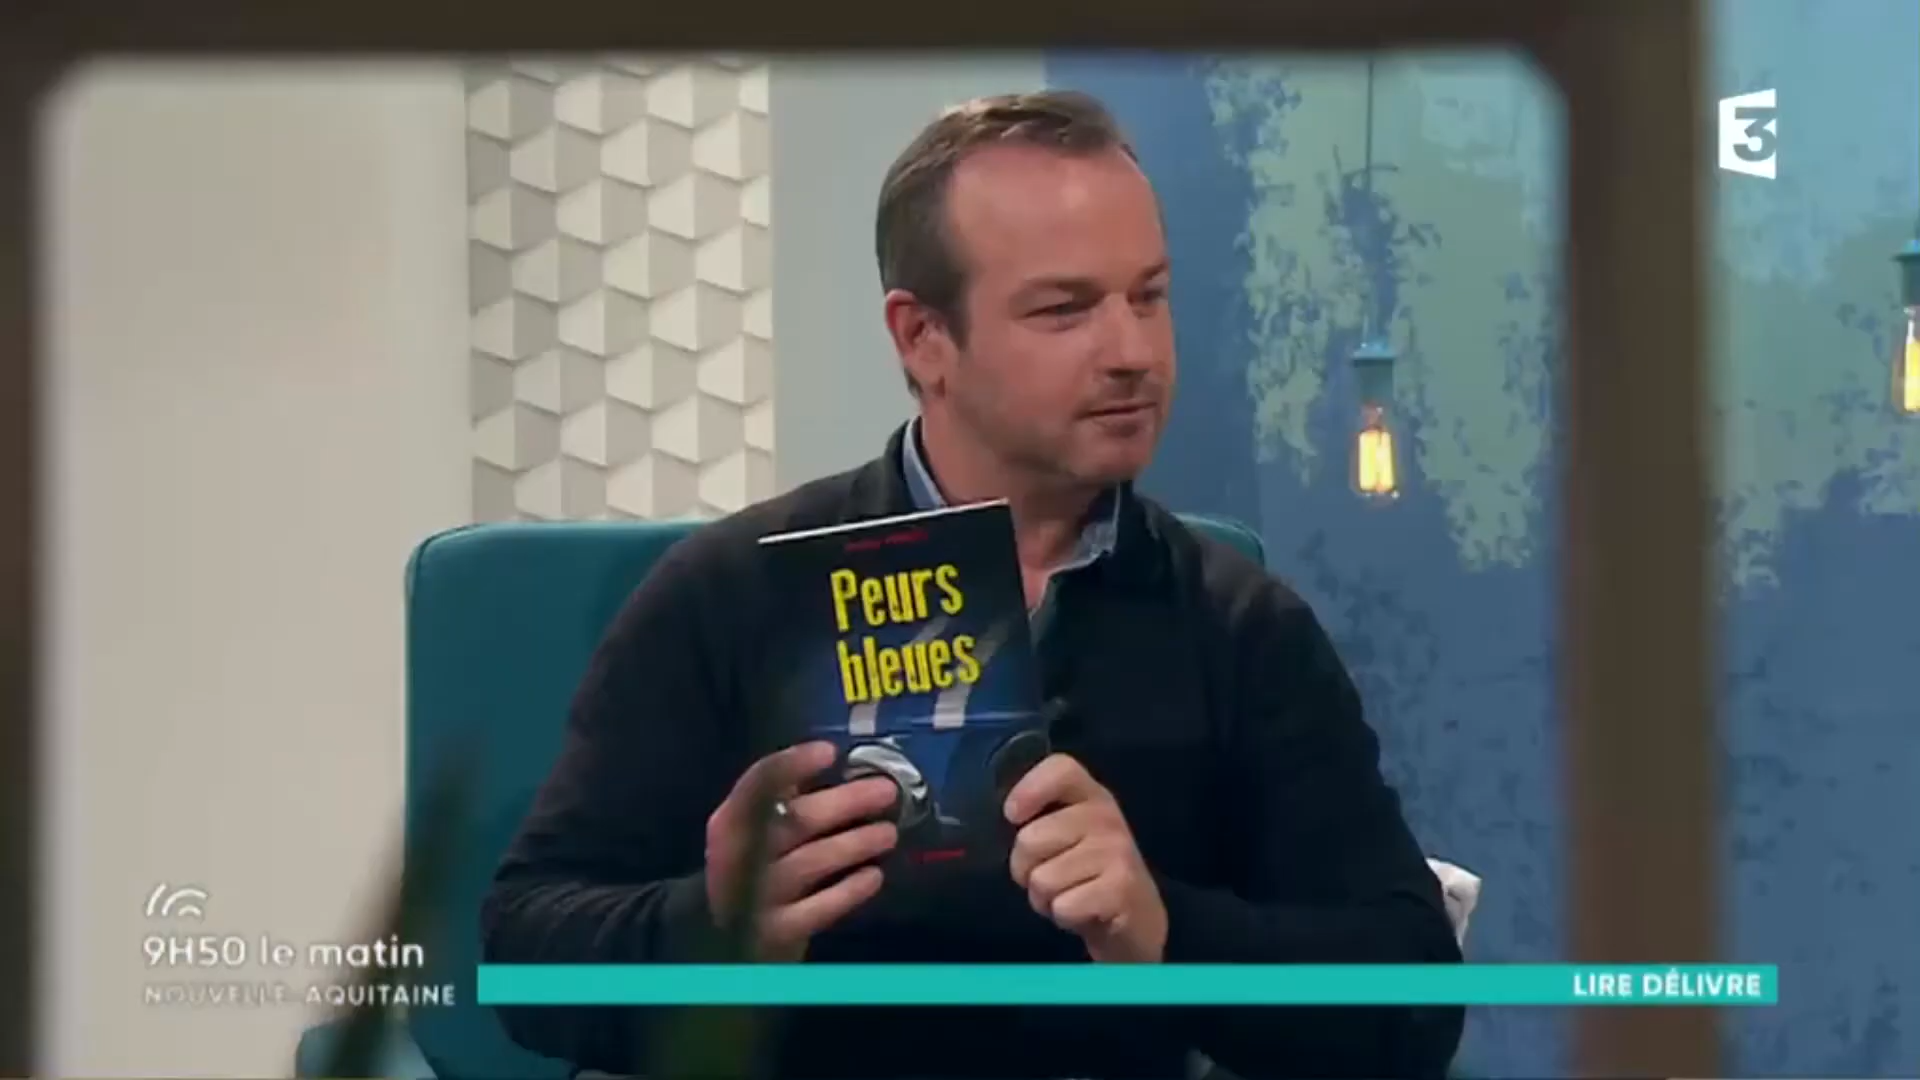 3
Peurs
bleues
9H50 le matin
NOUVELLE-AQUITAINE
LIRE DÉLIVRE